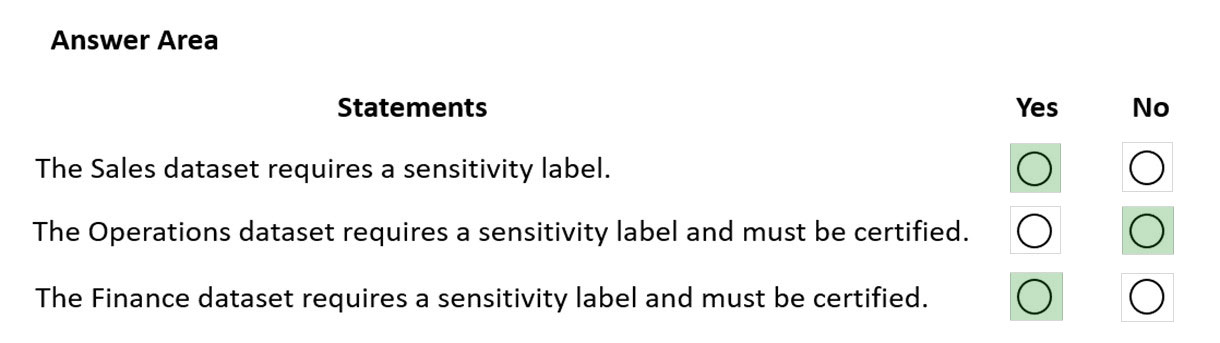 Answer Area
Statements Yes No
The Sales dataset requires a sensitivity label.
The Operations dataset requires a sensitivity label and must be certified.
The Finance dataset requires a sensitivity label and must be certified.